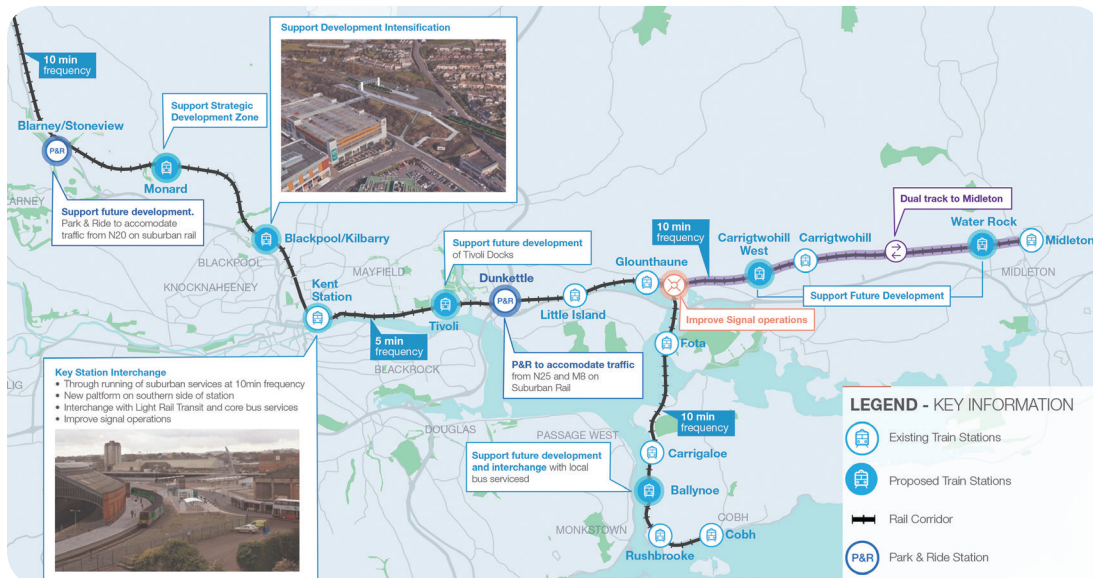 Support Development Intensification
10 min
frequency
Blarney/Stoneview
P&R
Support Strategic
Development Zone
Monard
LARNEY
Support future development.
Park & Ride to accomodate
traffic from N20 on suburban rail
Blackpool/Kilbarry
BLACKPOOL
KNOCKNAHEENEY
MAYFIELD
Kent
Station
Support future development
of Tivoli Docks
Dunkettle
P&R
Tivoli
5 min
frequency
BLACKROCK
Little Island
Glounthaune
10 min
frequency
Carrigtwohill
West
Carrigtwohill
Dual track to Midleton
Water Rock
Midleton
MIDLETON
Support Future Development
Improve Signal operations
Fota
P&R to accomodate traffic
from N25 and M8 on
Suburban Rail
10 min
frequency
DOUGLAS
PASSAGE WEST
Carrigaloe
Support future development
and interchange with local
bus serviced
Ballynoe
MONKSTOWN
COBH
Rushbrooke
Cobh
LIG
Key Station Interchange
• Through running of suburban services at 10min frequency
• New paltform on southern side of station
• Interchange with Light Rail Transit and core bus services
• Improve signal operations
LEGEND - KEY INFORMATION
Existing Train Stations
Proposed Train Stations
Rail Corridor
P&R Park & Ride Station